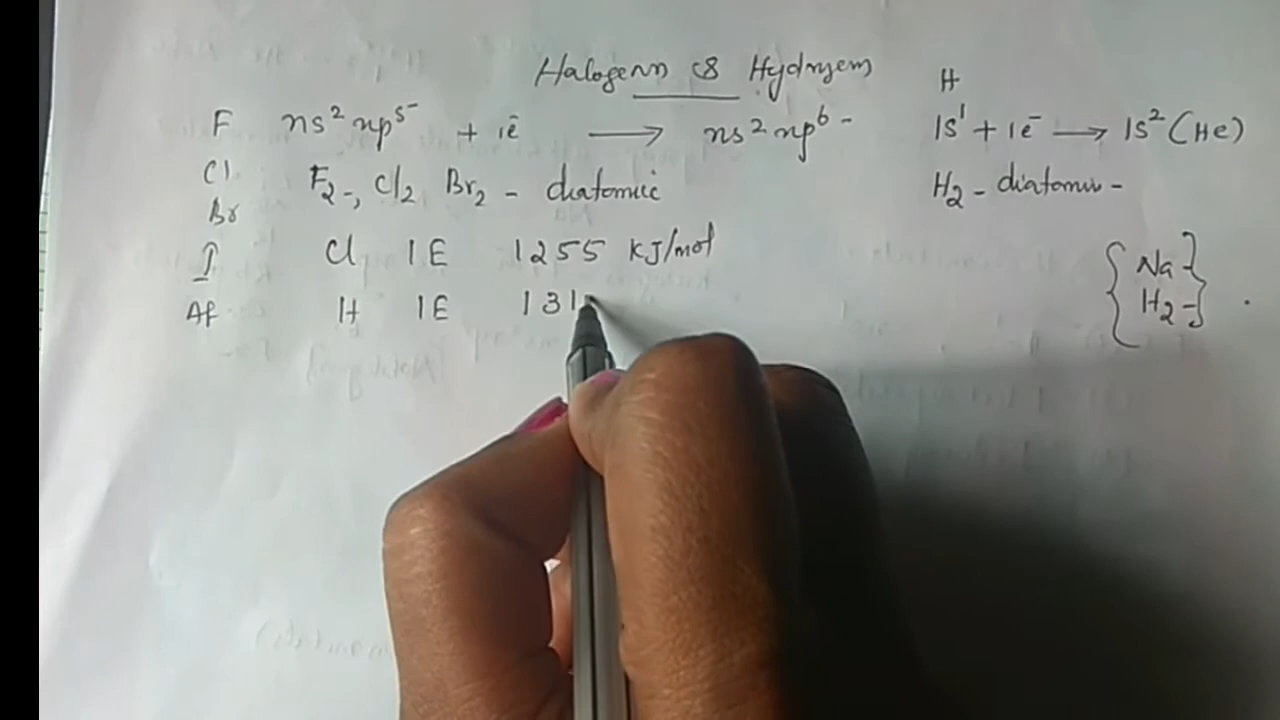 Halogens & Hydrogen
H
F ns² np⁵- + 1e⁻ → ns² np⁶- 1s¹ + 1e⁻ → 1s² (He)
Cl
F₂-, Cl₂ Br₂ - diatomic H₂ - diatomic -
Br
I Cl IE 1255 KJ/mol { Na -
At H IE 131 H₂ - }